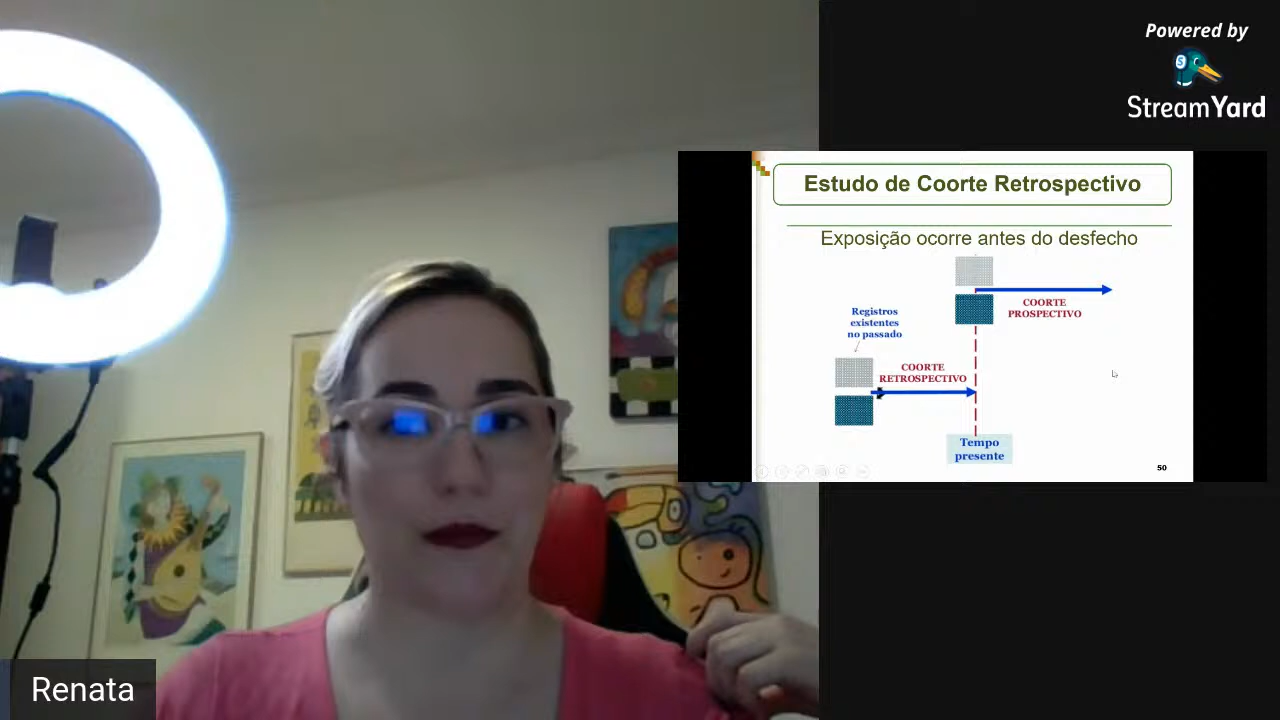 Powered by
StreamYard
Estudo de Coorte Retrospectivo
Exposição ocorre antes do desfecho
COORTE
PROSPECTIVO
Registros
existentes
no passado
COORTE
RETROSPECTIVO
Tempo
presente
50
Renata